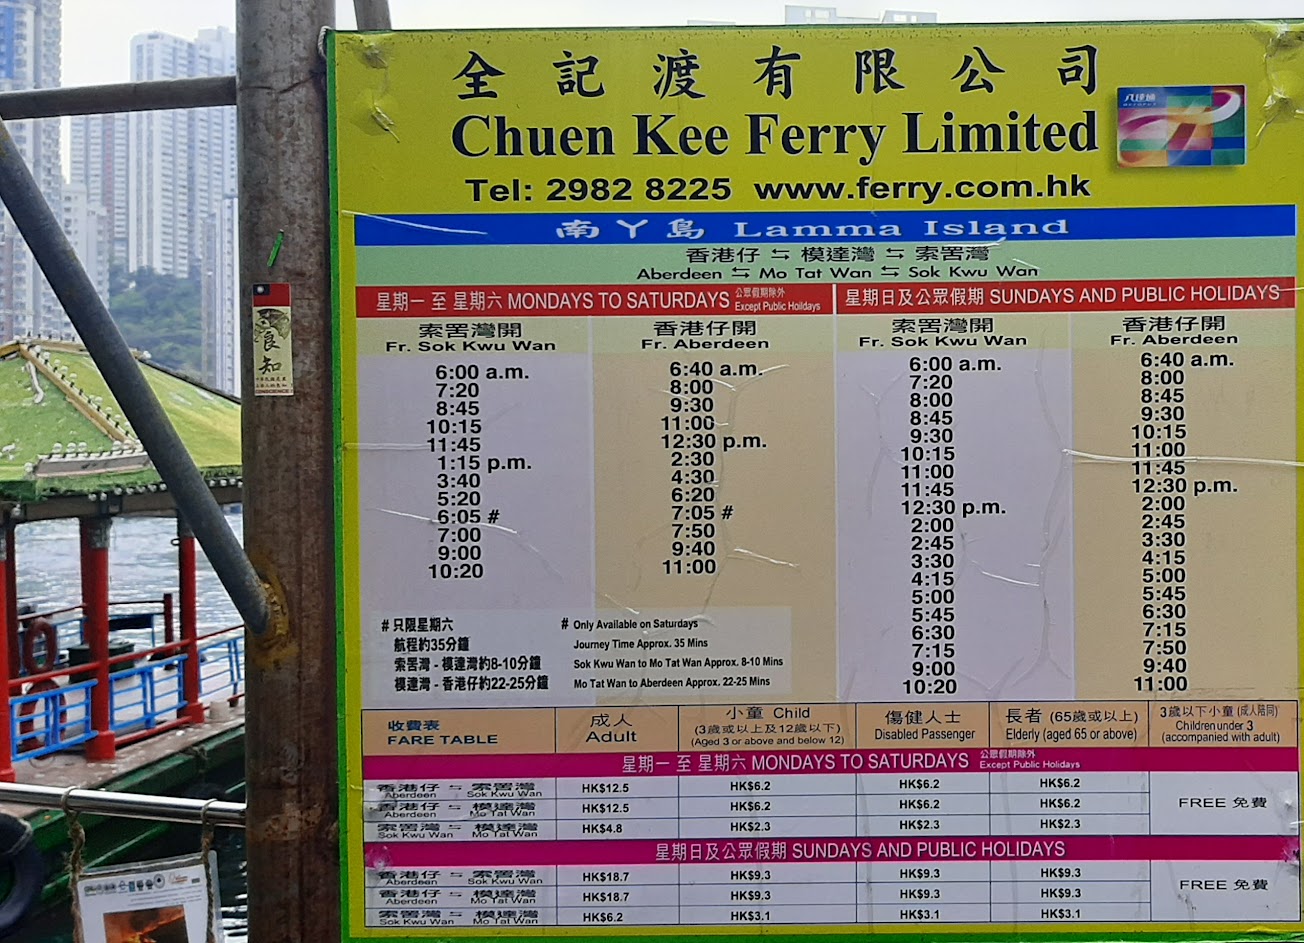 全記渡有限公司
八達通
Chuen Kee Ferry Limited
Tel: 2982 8225 www.ferry.com.hk
南丫島 Lamma Island
香港仔 ⇆ 模達灣 ⇆ 索罟灣
Aberdeen ⇆ Mo Tat Wan ⇆ Sok Kwu Wan
星期一 至 星期六 MONDAYS TO SATURDAYS 公眾假期除外 Except Public Holidays
星期日及公眾假期 SUNDAYS AND PUBLIC HOLIDAYS
索罟灣開
Fr. Sok Kwu Wan
6:00 a.m.
7:20
8:45
10:15
11:45
1:15 p.m.
3:40
5:20
6:05 #
7:00
9:00
10:20
香港仔開
Fr. Aberdeen
6:40 a.m.
8:00
9:30
11:00
12:30 p.m.
2:30
4:30
6:20
7:05 #
7:50
9:40
11:00
索罟灣開
Fr. Sok Kwu Wan
6:00 a.m.
7:20
8:00
8:45
9:30
10:15
11:00
11:45
12:30 p.m.
2:00
2:45
3:30
4:15
5:00
5:45
6:30
7:15
9:00
10:20
香港仔開
Fr. Aberdeen
6:40 a.m.
8:00
8:45
9:30
10:15
11:00
11:45
12:30 p.m.
2:00
2:45
3:30
4:15
5:00
5:45
6:30
7:15
7:50
9:40
11:00
# 只限星期六
航程約35分鐘
索罟灣 - 模達灣約8-10分鐘
模達灣 - 香港仔約22-25分鐘
# Only Available on Saturdays
Journey Time Approx. 35 Mins
Sok Kwu Wan to Mo Tat Wan Approx. 8-10 Mins
Mo Tat Wan to Aberdeen Approx. 22-25 Mins
收費表
FARE TABLE
成人
Adult
小童 Child
(3歲或以上及12歲以下)
(Aged 3 or above and below 12)
傷健人士
Disabled Passenger
長者 (65歲或以上)
Elderly (aged 65 or above)
3歲以下小童 (成人陪同)
Children under 3
(accompanied with adult)
星期一 至 星期六 MONDAYS TO SATURDAYS 公眾假期除外 Except Public Holidays
香港仔 ⇆ 索罟灣 HK$12.5 HK$6.2 HK$6.2 HK$6.2
Aberdeen Sok Kwu Wan
香港仔 ⇆ 模達灣 HK$12.5 HK$6.2 HK$6.2 HK$6.2 FREE 免費
Aberdeen Mo Tat Wan
索罟灣 ⇆ 模達灣 HK$4.8 HK$2.3 HK$2.3 HK$2.3
Sok Kwu Wan Mo Tat Wan
星期日及公眾假期 SUNDAYS AND PUBLIC HOLIDAYS
香港仔 ⇆ 索罟灣 HK$18.7 HK$9.3 HK$9.3 HK$9.3
Aberdeen Sok Kwu Wan
香港仔 ⇆ 模達灣 HK$18.7 HK$9.3 HK$9.3 HK$9.3 FREE 免費
Aberdeen Mo Tat Wan
索罟灣 ⇆ 模達灣 HK$6.2 HK$3.1 HK$3.1 HK$3.1
Sok Kwu Wan Mo Tat Wan
良知
CONSCIENCE